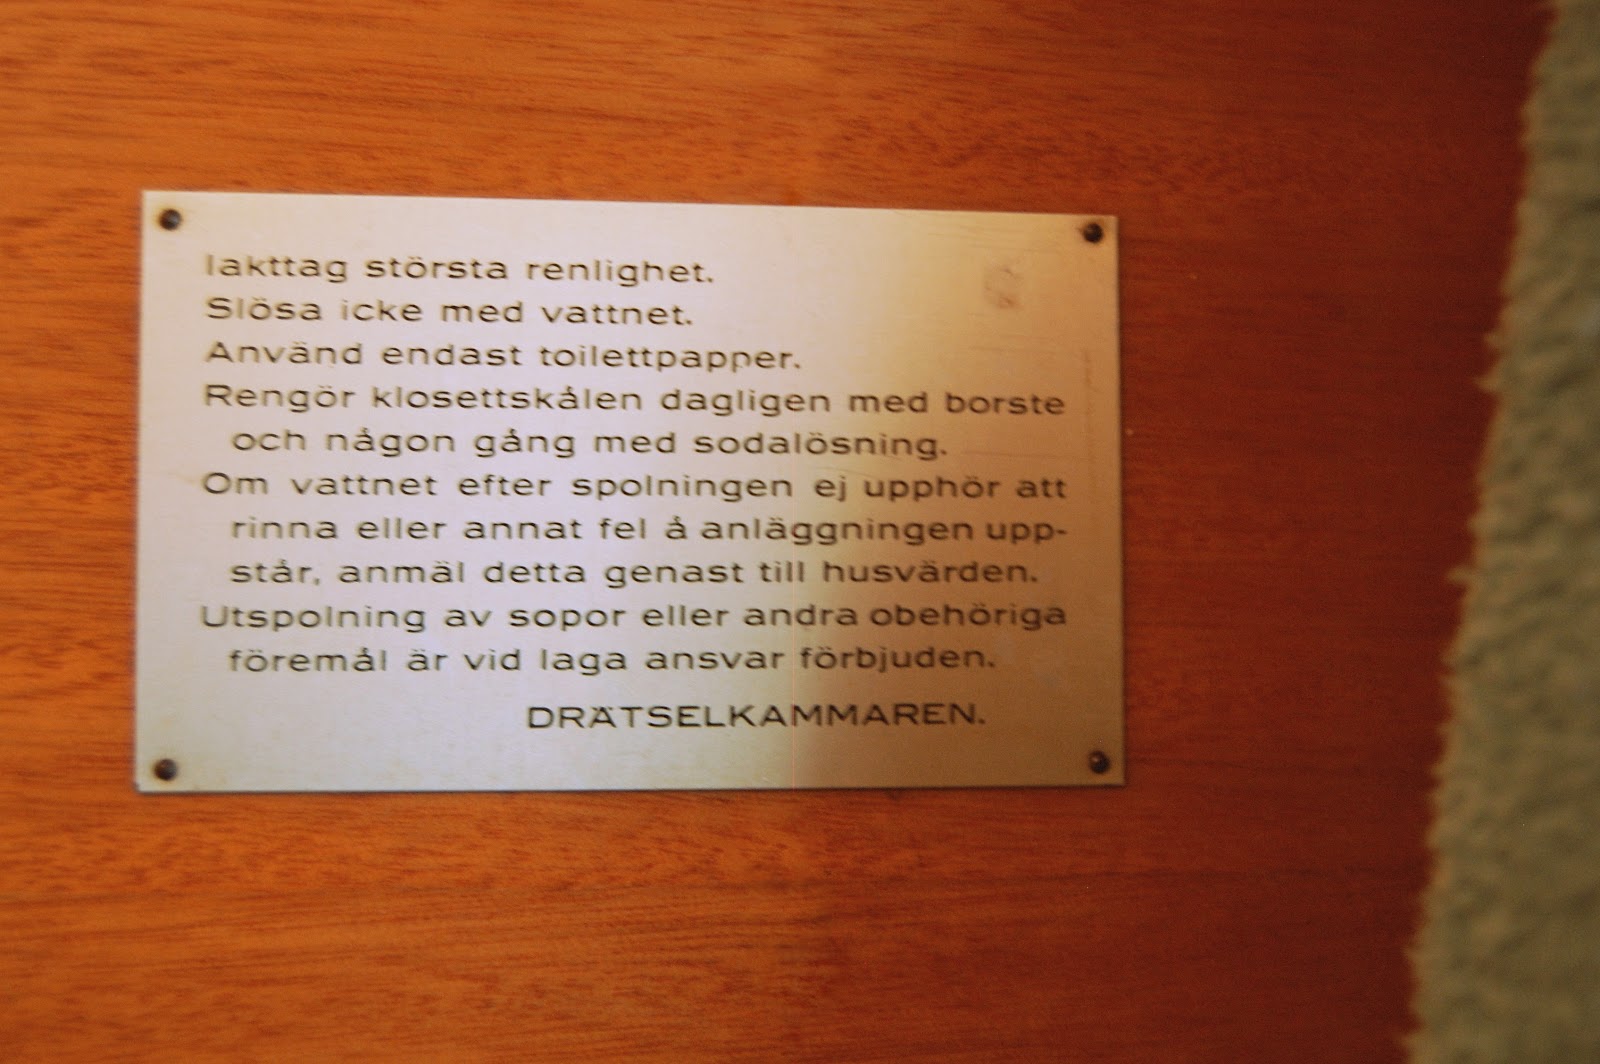 Iakttag största renlighet.
Slösa icke med vattnet.
Använd endast toilettpapper.
Rengör klosettskålen dagligen med borste
och någon gång med sodalösning.
Om vattnet efter spolningen ej upphör att
rinna eller annat fel å anläggningen upp-
står, anmäl detta genast till husvärden.
Utspolning av sopor eller andra obehöriga
föremål är vid laga ansvar förbjuden.
DRÄTSELKAMMAREN.